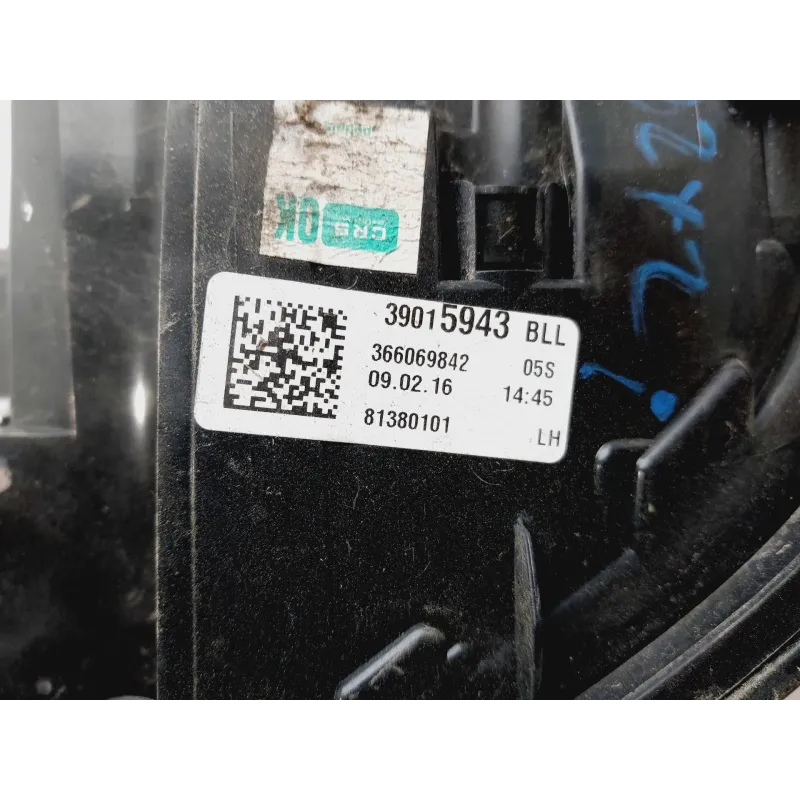 OK CRS
39015943 BLL
366069842 05S
09.02.16 14:45
81380101 LH